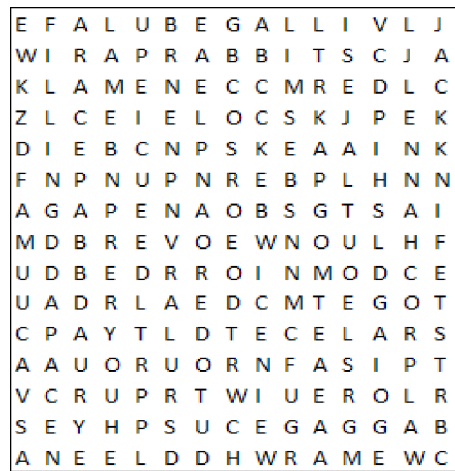 E F A L U B E G A L L I V L J
W I R A P R A B B I T S C J A
K L A M E N E C C M R E D L C
Z L C E I E L O C S K J P E K
D I E B C N P S K E A A I N K
F N P N U P N R E B P L H N N
A G A P E N A O B S G T S A I
M D B R E V O E W N O U L H F
U D B E D R R O I N M O D C E
U A D R L A E D C M T E G O T
C P A Y T L D T E C E L A R S
A A U O R U O R N F A S I P T
V C R U P R T W I U E R O L R
S E Y H P S U C E G A G G A B
A N E E L D D H W R A M E W C